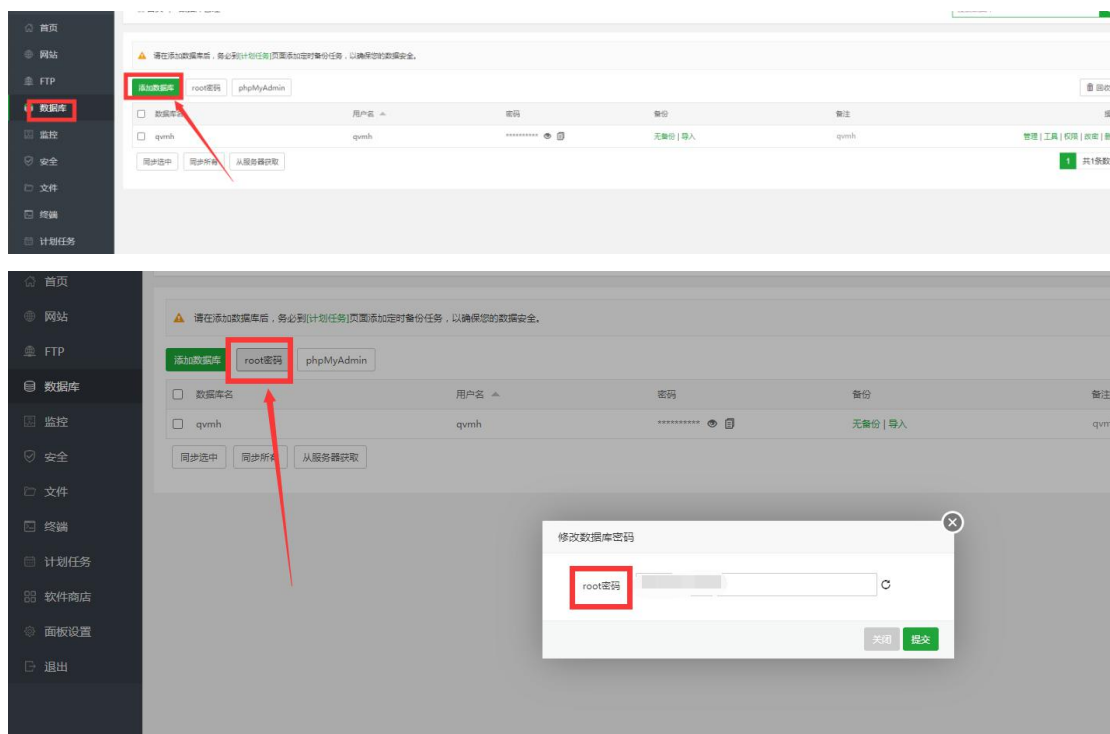 首页
网站
FTP
数据库
监控
安全
文件
终端
计划任务
请在添加数据库后，务必到[计划任务]页面添加定时备份任务，以确保您的数据安全。
添加数据库 root密码 phpMyAdmin
数据库名 用户名 密码 备份 备注
qvmh qvmh ********** 无备份 | 导入 qvmh 管理 | 工具 | 权限 | 改密 |
同步选中 同步所有 从服务器获取 1 共1条数
首页
网站
FTP
数据库
监控
安全
文件
终端
计划任务
软件商店
面板设置
退出
请在添加数据库后，务必到[计划任务]页面添加定时备份任务，以确保您的数据安全。
添加数据库 root密码 phpMyAdmin
数据库名 用户名 密码 备份 备注
qvmh qvmh ********** 无备份 | 导入
同步选中 同步所有 从服务器获取
修改数据库密码
root密码
关闭 提交